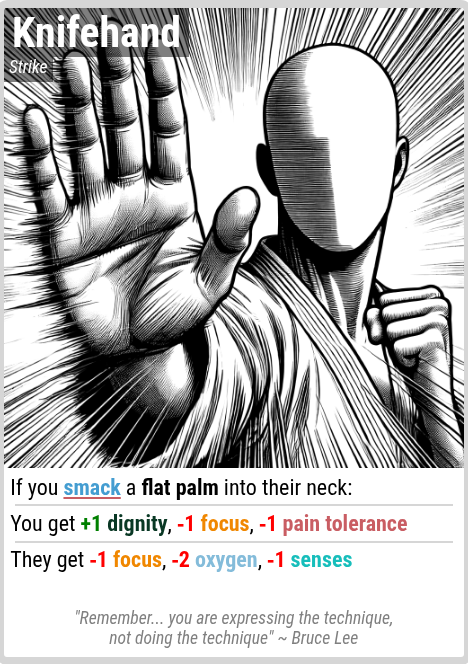 Knifehand
Strike
If you smack a flat palm into their neck:
You get +1 dignity, -1 focus, -1 pain tolerance
They get -1 focus, -2 oxygen, -1 senses
"Remember... you are expressing the technique,
not doing the technique" ~ Bruce Lee